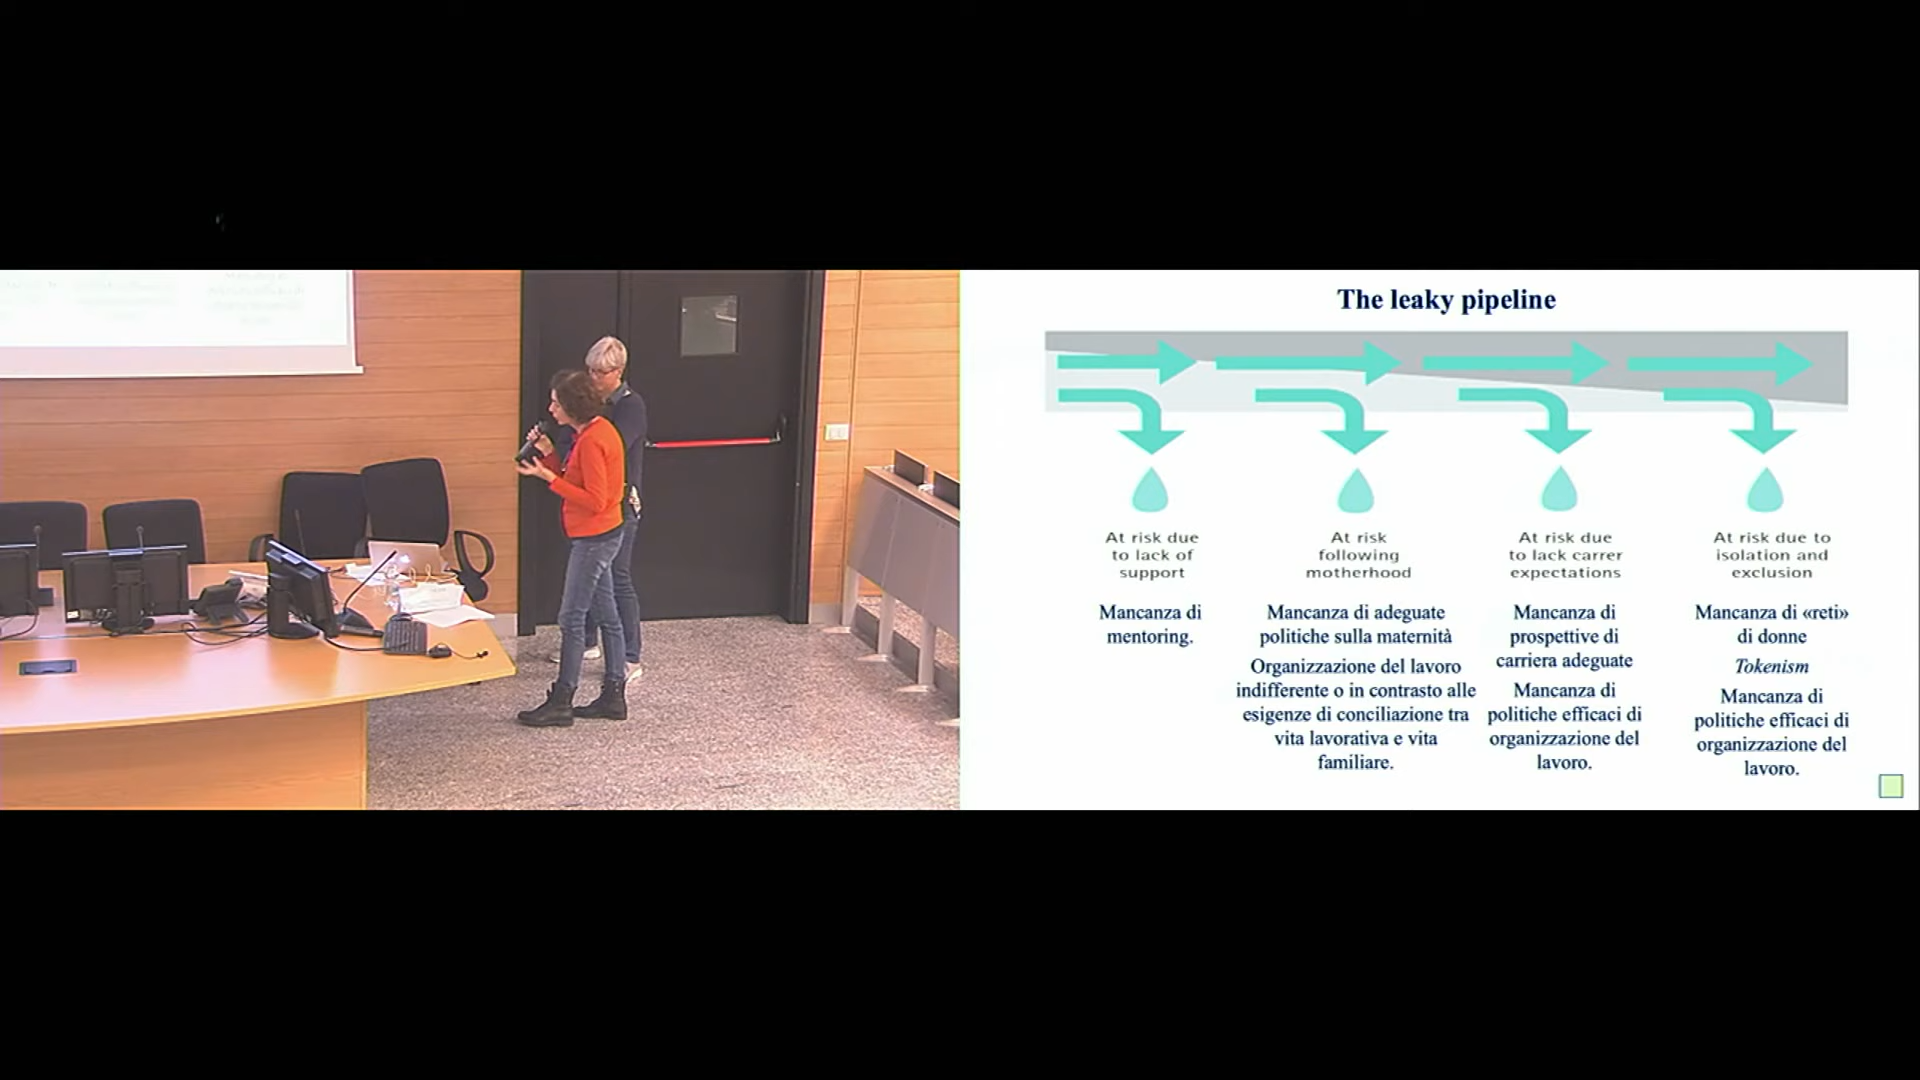 The leaky pipeline
At risk due
to lack of
support
Mancanza di
mentoring.
At risk
following
motherhood
Mancanza di adeguate
politiche sulla maternità
Organizzazione del lavoro
indifferente o in contrasto alle
esigenze di conciliazione tra
vita lavorativa e vita
familiare.
At risk due
to lack carrer
expectations
Mancanza di
prospettive di
carriera adeguate
Mancanza di
politiche efficaci di
organizzazione del
lavoro.
At risk due to
isolation and
exclusion
Mancanza di «reti»
di donne
Tokenism
Mancanza di
politiche efficaci di
organizzazione del
lavoro.